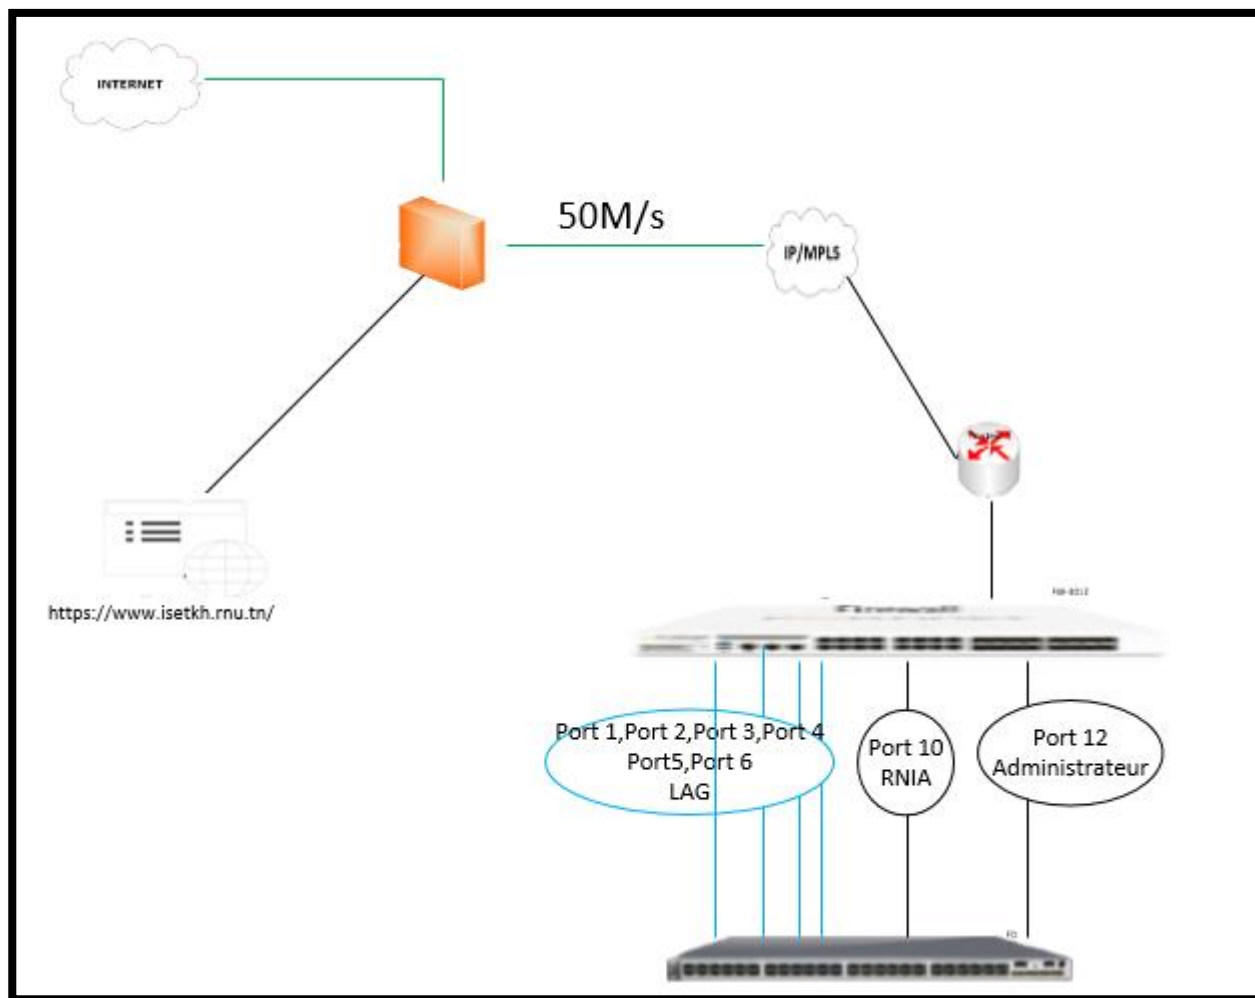 INTERNET
50M/s
IP/MPLS
https://www.isetkh.rnu.tn/
Firewall
Port 1,Port 2,Port 3,Port 4
Port5,Port 6
LAG
Port 10
RNIA
Port 12
Administrateur